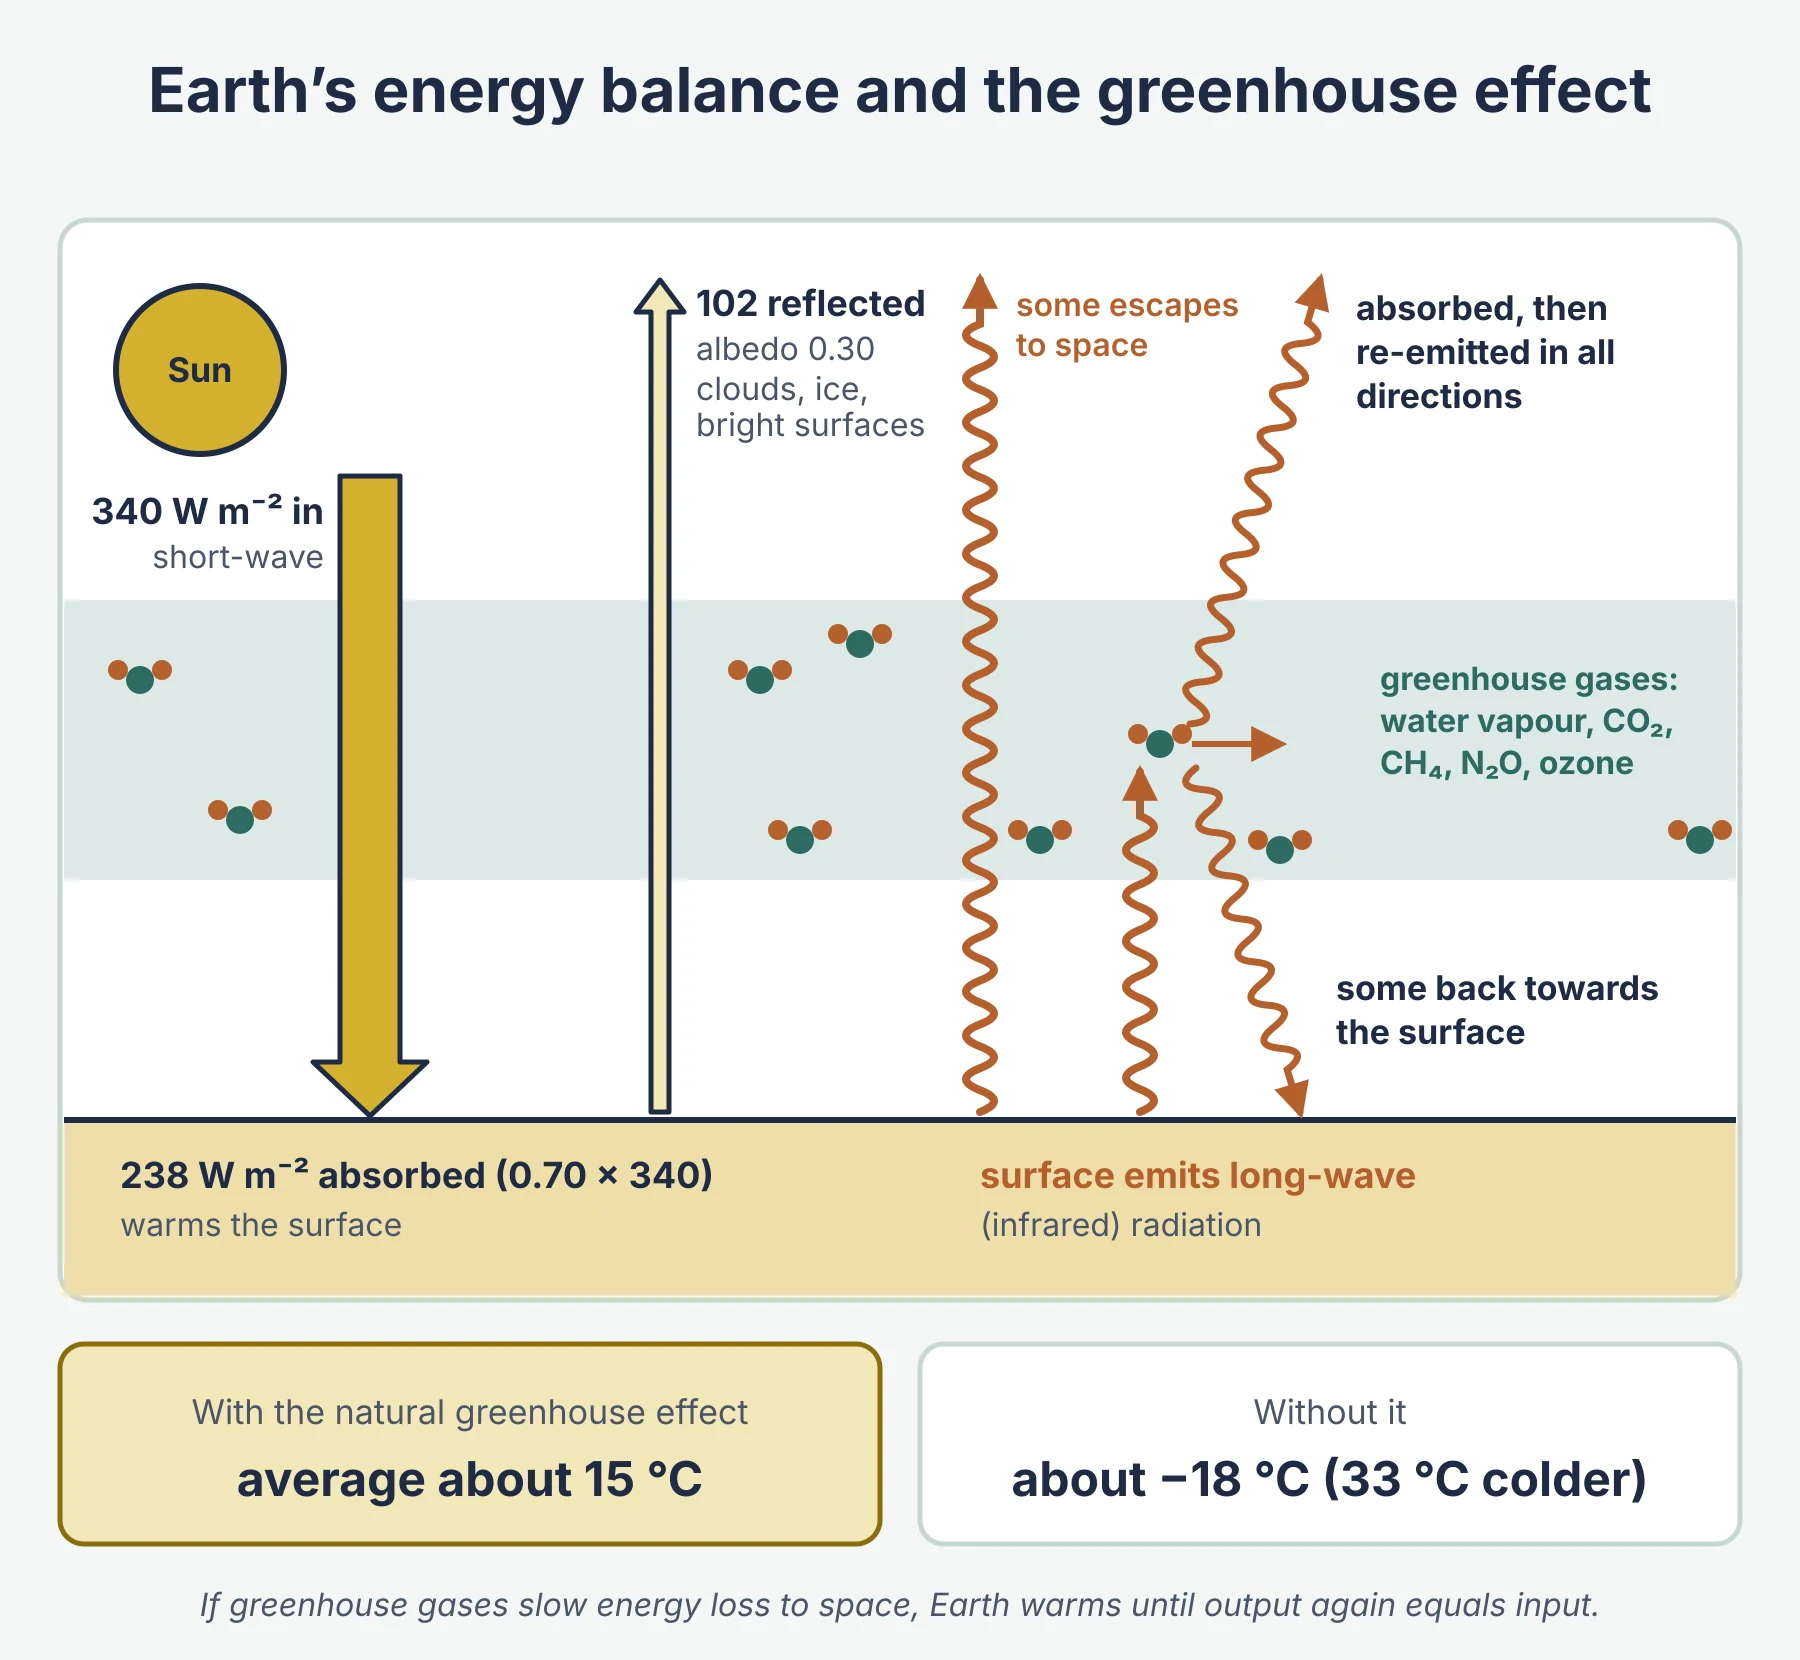 Earth’s energy balance and the greenhouse effect
Sun
340 W m⁻² in
short-wave
102 reflected
albedo 0.30
clouds, ice,
bright surfaces
some escapes
to space
absorbed, then
re-emitted in all
directions
greenhouse gases:
water vapour, CO₂,
CH₄, N₂O, ozone
some back towards
the surface
238 W m⁻² absorbed (0.70 × 340)
warms the surface
surface emits long-wave
(infrared) radiation
With the natural greenhouse effect
average about 15 °C
Without it
about −18 °C (33 °C colder)
If greenhouse gases slow energy loss to space, Earth warms until output again equals input.